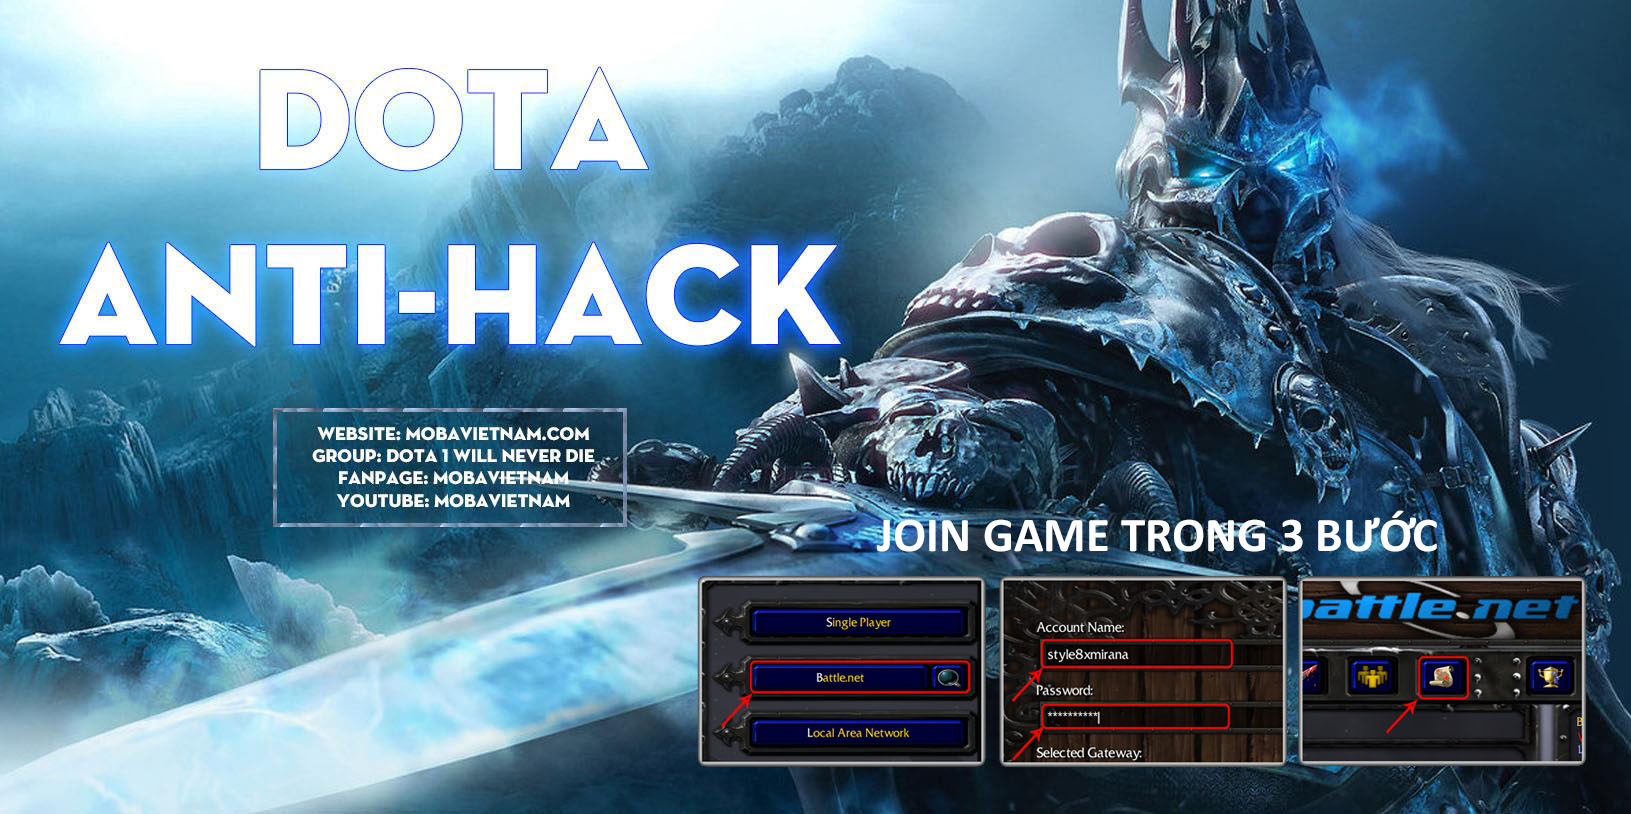 DOTA
ANTI-HACK
WEBSITE: MOBAVIETNAM.COM
GROUP: DOTA 1 WILL NEVER DIE
FANPAGE: MOBAVIETNAM
YOUTUBE: MOBAVIETNAM
JOIN GAME TRONG 3 BƯỚC
Single Player
Battle.net
Local Area Network
Account Name:
style8xmirana
Password:
**********
Selected Gateway:
battle.net